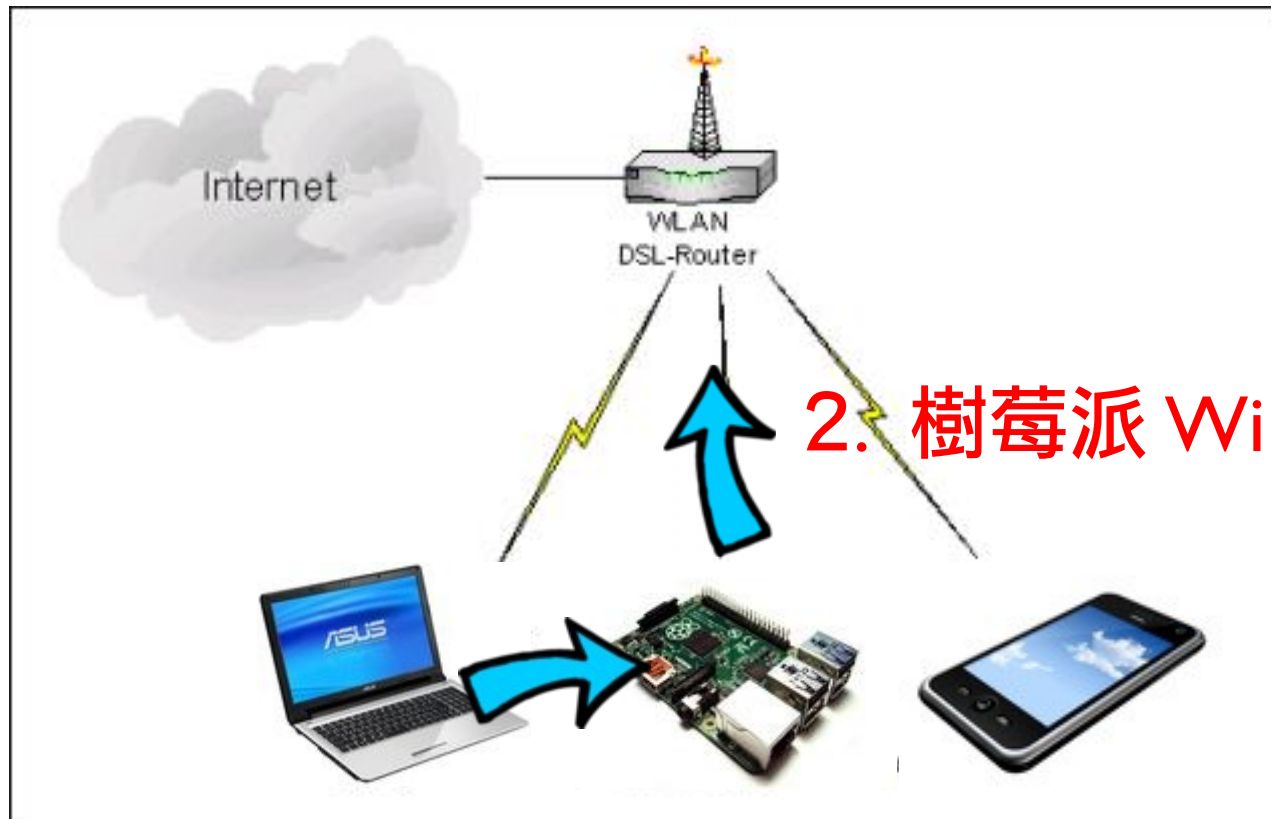 Internet
WLAN
DSL-Router
2. 樹莓派 Wi
ASUS